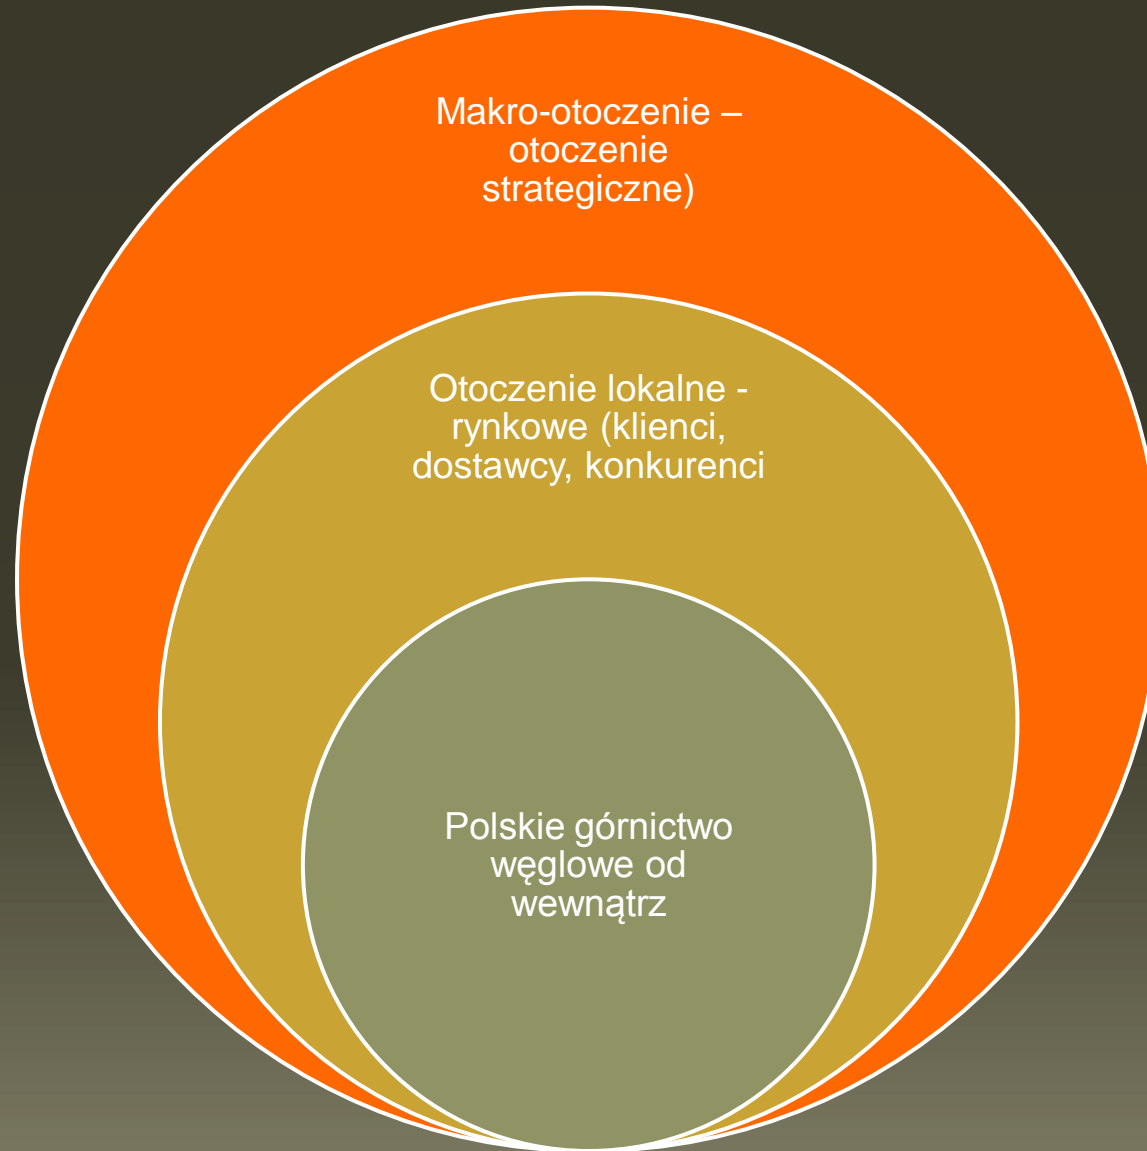 Makro-otoczenie –
otoczenie
strategiczne)
Otoczenie lokalne -
rynkowe (klienci,
dostawcy, konkurenci
Polskie górnictwo
węglowe od
wewnątrz